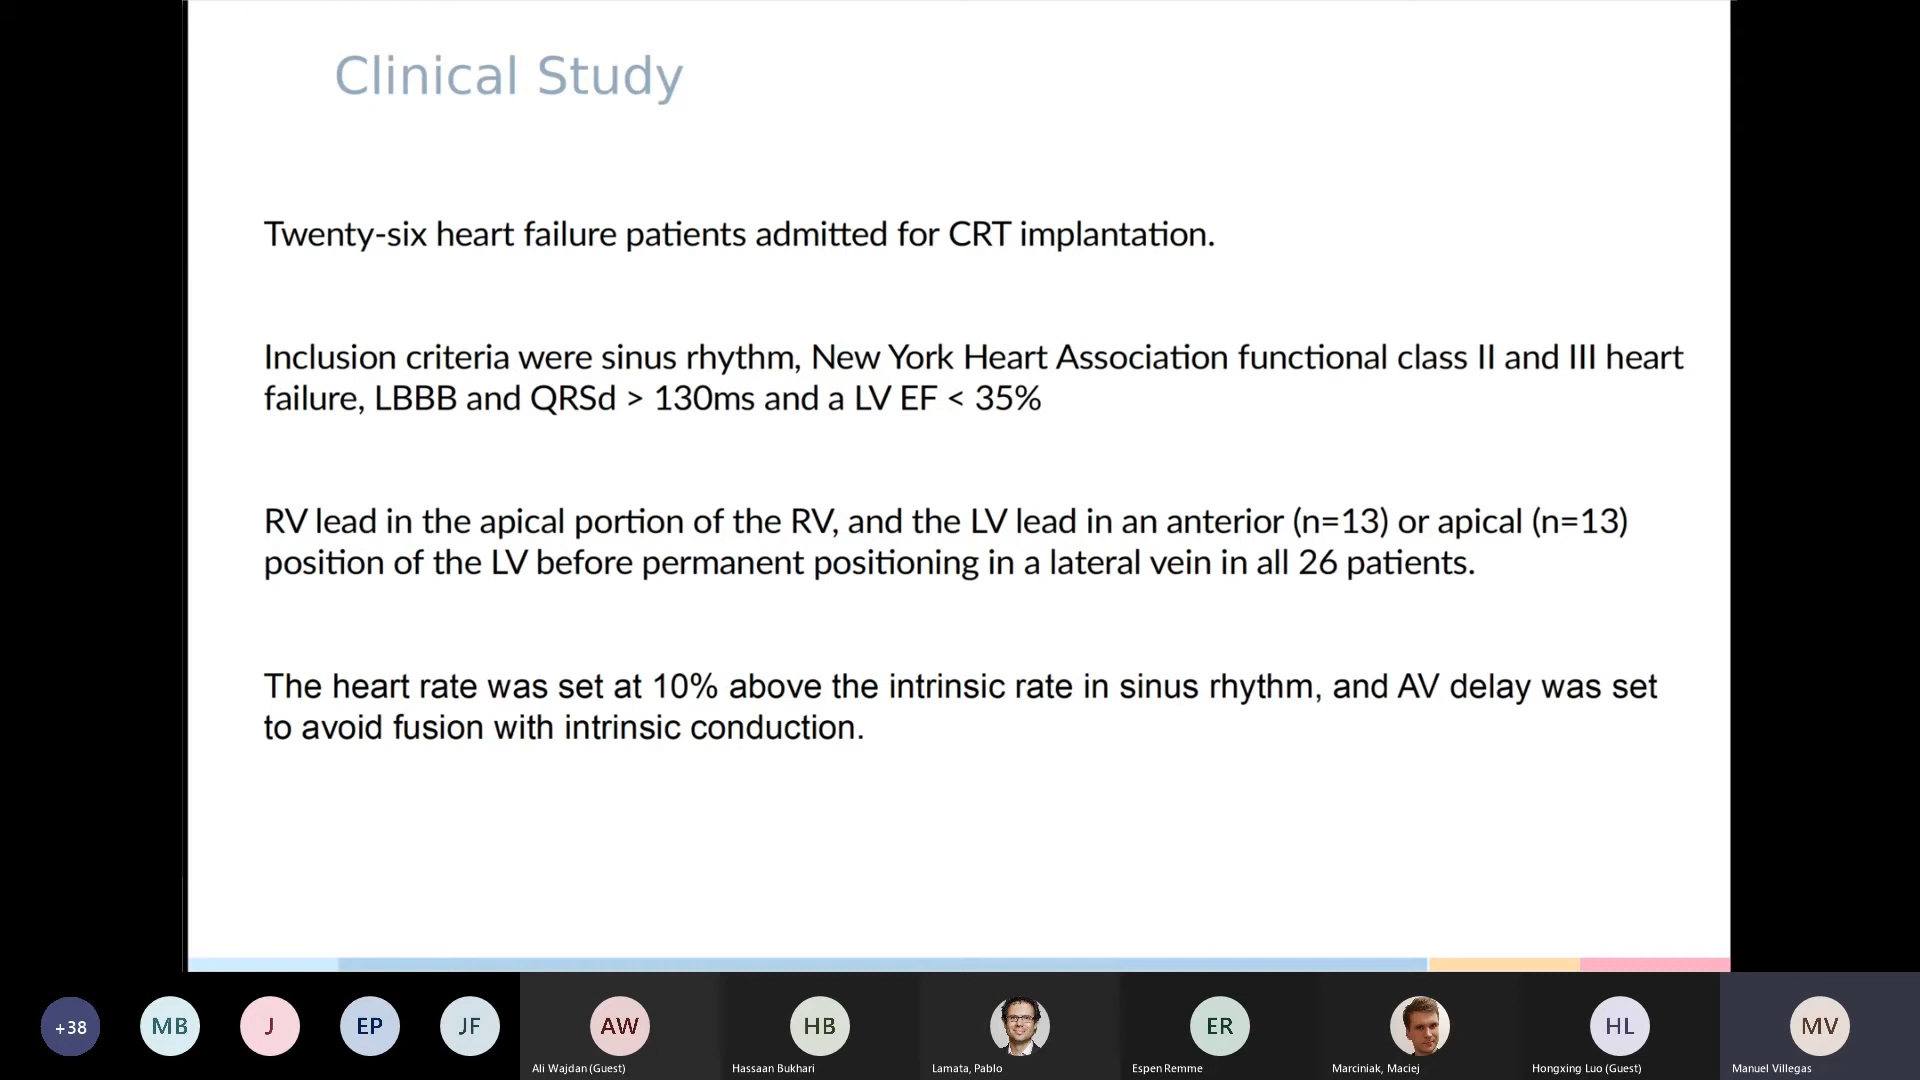 Clinical Study
Twenty-six heart failure patients admitted for CRT implantation.
Inclusion criteria were sinus rhythm, New York Heart Association functional class II and III heart
failure, LBBB and QRSd > 130ms and a LV EF < 35%
RV lead in the apical portion of the RV, and the LV lead in an anterior (n=13) or apical (n=13)
position of the LV before permanent positioning in a lateral vein in all 26 patients.
The heart rate was set at 10% above the intrinsic rate in sinus rhythm, and AV delay was set
to avoid fusion with intrinsic conduction.
+38 MB J EP JF AW HB ER HL MV
Ali Wajdan (Guest) Hassaan Bukhari Lamata, Pablo Espen Remme Marciniak, Maciej Hongxing Luo (Guest) Manuel Villegas